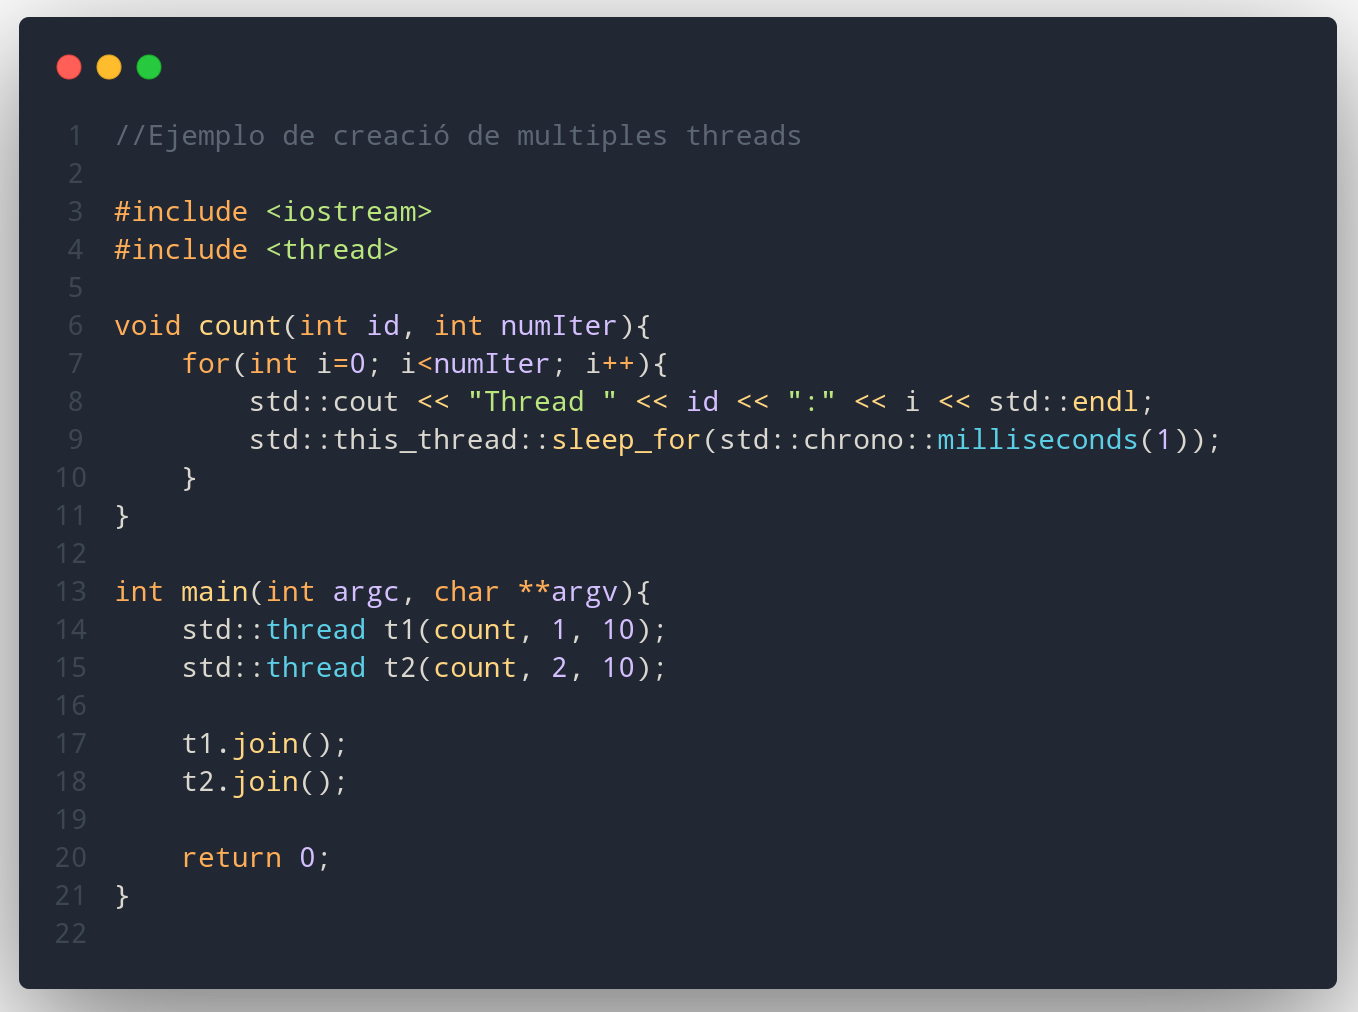 1 //Ejemplo de creació de multiples threads
2
3 #include <iostream>
4 #include <thread>
5
6 void count(int id, int numIter){
7     for(int i=0; i<numIter; i++){
8         std::cout << "Thread " << id << ":" << i << std::endl;
9         std::this_thread::sleep_for(std::chrono::milliseconds(1));
10     }
11 }
12
13 int main(int argc, char **argv){
14     std::thread t1(count, 1, 10);
15     std::thread t2(count, 2, 10);
16
17     t1.join();
18     t2.join();
19
20     return 0;
21 }
22